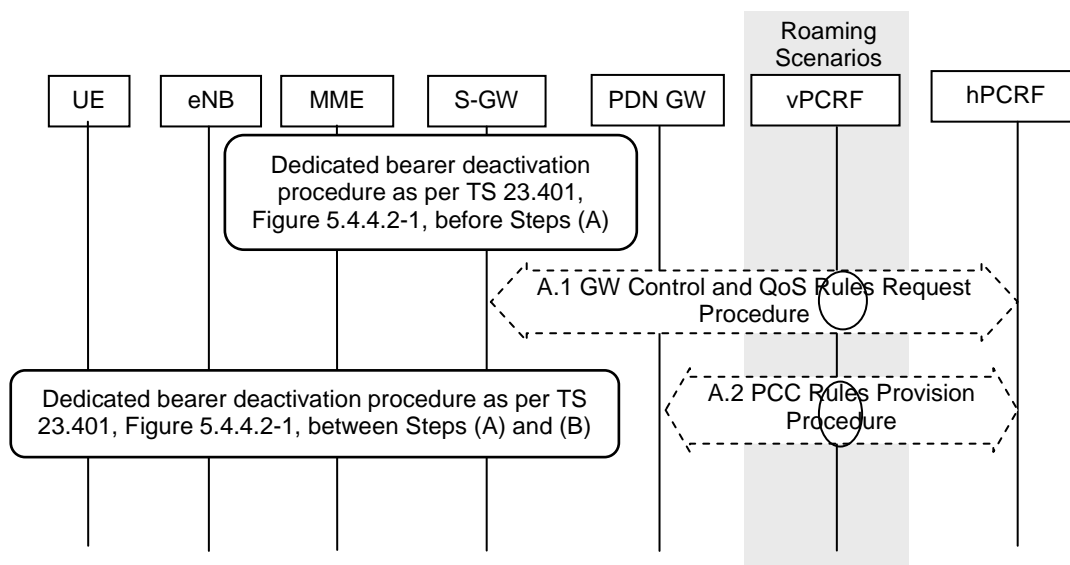 Roaming
Scenarios
UE
eNB
MME
S-GW
PDN GW
vPCRF
hPCRF
Dedicated bearer deactivation
procedure as per TS 23.401,
Figure 5.4.4.2-1, before Steps (A)
A.1 GW Control and QoS Rules Request
Procedure
Dedicated bearer deactivation procedure as per TS
23.401, Figure 5.4.4.2-1, between Steps (A) and (B)
A.2 PCC Rules Provision
Procedure